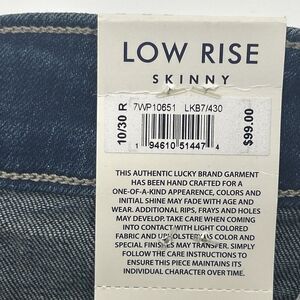 LOW RISE
SKINNY
10/30 R
7WP10651 LKB7/430
1 94610 51447 4
$99.00
THIS AUTHENTIC LUCKY BRAND GARMENT
HAS BEEN HAND CRAFTED FOR A
ONE-OF-A-KIND APPEARENCE, COLORS AND
INITIAL SHINE MAY FADE WITH AGE AND
WEAR. ADDITIONAL RIPS, FRAYS AND HOLES
MAY DEVELOP. TAKE CARE WHEN COMING
INTO CONTACT WITH LIGHT COLORED
FABRIC AND UPHOLSTERY AS COLOR AND
SPECIAL FINISHES MAY TRANSFER. SIMPLY
FOLLOW THE CARE INSTRUCTIONS TO
ENSURE THIS PIECE MAINTAINS ITS
INDIVIDUAL CHARACTER OVER TIME.